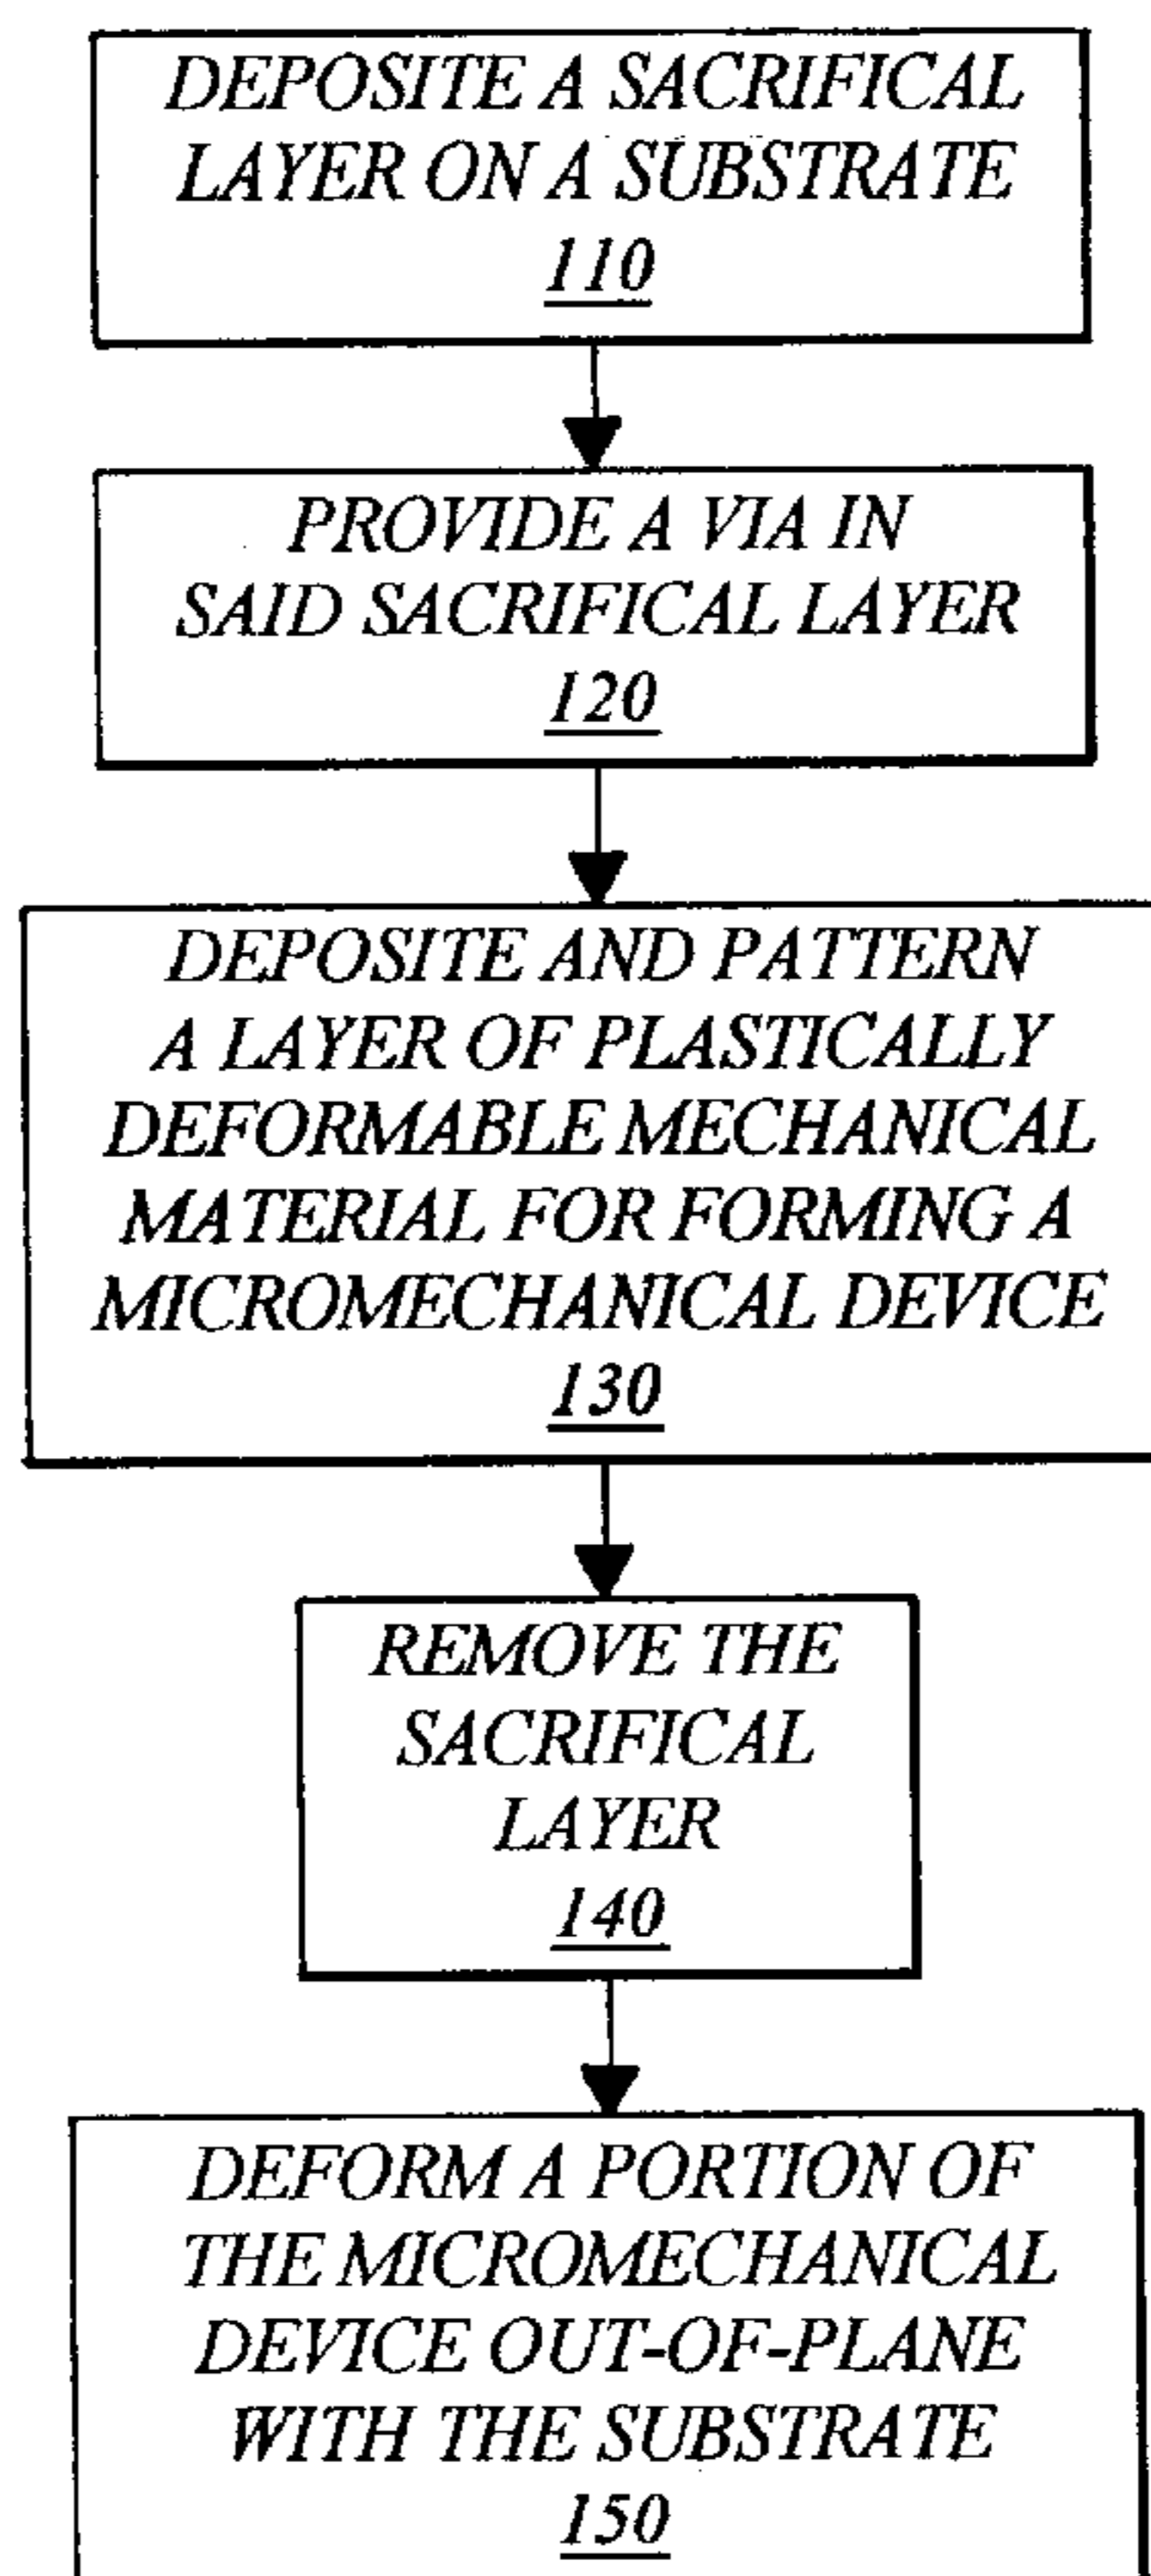 DEPOSITE A SACRIFICAL
LAYER ON A SUBSTRATE
110
PROVIDE A VIA IN
SAID SACRIFICAL LAYER
120
DEPOSITE AND PATTERN
A LAYER OF PLASTICALLY
DEFORMABLE MECHANICAL
MATERIAL FOR FORMING A
MICROMECHANICAL DEVICE
130
REMOVE THE
SACRIFICAL
LAYER
140
DEFORM A PORTION OF
THE MICROMECHANICAL
DEVICE OUT-OF-PLANE
WITH THE SUBSTRATE
150